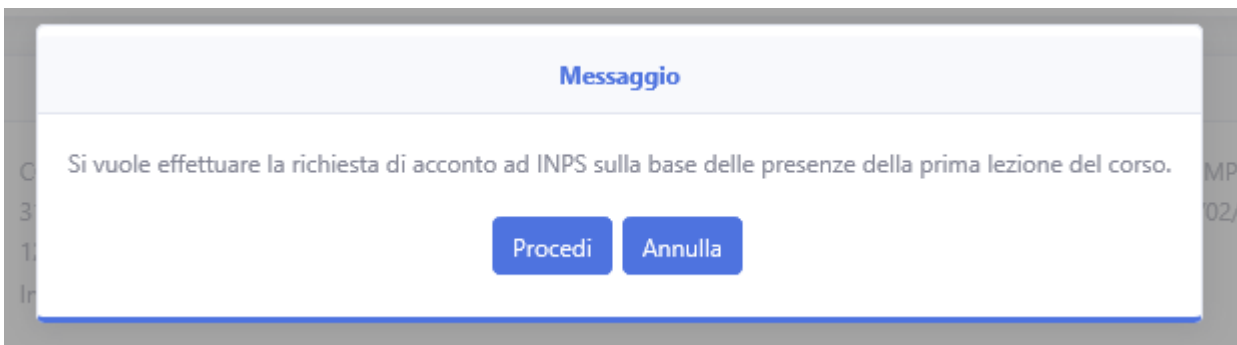 Messaggio
Si vuole effettuare la richiesta di acconto ad INPS sulla base delle presenze della prima lezione del corso.
Procedi Annulla